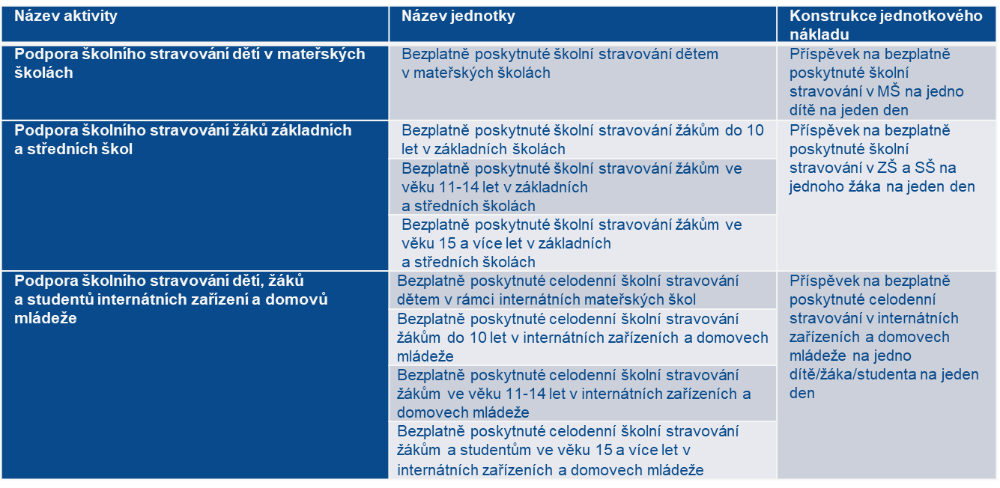 Název aktivity
Název jednotky
Konstrukce jednotkového
nákladu
Podpora školního stravování dětí v mateřských
školách
Bezplatně poskytnuté školní stravování dětem
v mateřských školách
Příspěvek na bezplatně
poskytnuté školní
stravování v MŠ na jedno
dítě na jeden den
Podpora školního stravování žáků základních
a středních škol
Bezplatně poskytnuté školní stravování žákům do 10
let v základních školách
Bezplatně poskytnuté školní stravování žákům ve
věku 11-14 let v základních
a středních školách
Bezplatně poskytnuté školní stravování žákům ve
věku 15 a více let v základních
a středních školách
Příspěvek na bezplatně
poskytnuté školní
stravování v ZŠ a SŠ na
jednoho žáka na jeden den
Podpora školního stravování dětí, žáků
a studentů internátních zařízení a domovů
mládeže
Bezplatně poskytnuté celodenní školní stravování
dětem v rámci internátních mateřských škol
Bezplatně poskytnuté celodenní školní stravování
žákům do 10 let v internátních zařízeních a domovech
mládeže
Bezplatně poskytnuté celodenní školní stravování
žákům ve věku 11-14 let v internátních zařízeních a
domovech mládeže
Bezplatně poskytnuté celodenní školní stravování
žákům a studentům ve věku 15 a více let v
internátních zařízeních a domovech mládeže
Příspěvek na bezplatně
poskytnuté celodenní
stravování v internátních
zařízeních a domovech
mládeže na jedno
dítě/žáka/studenta na jeden
den